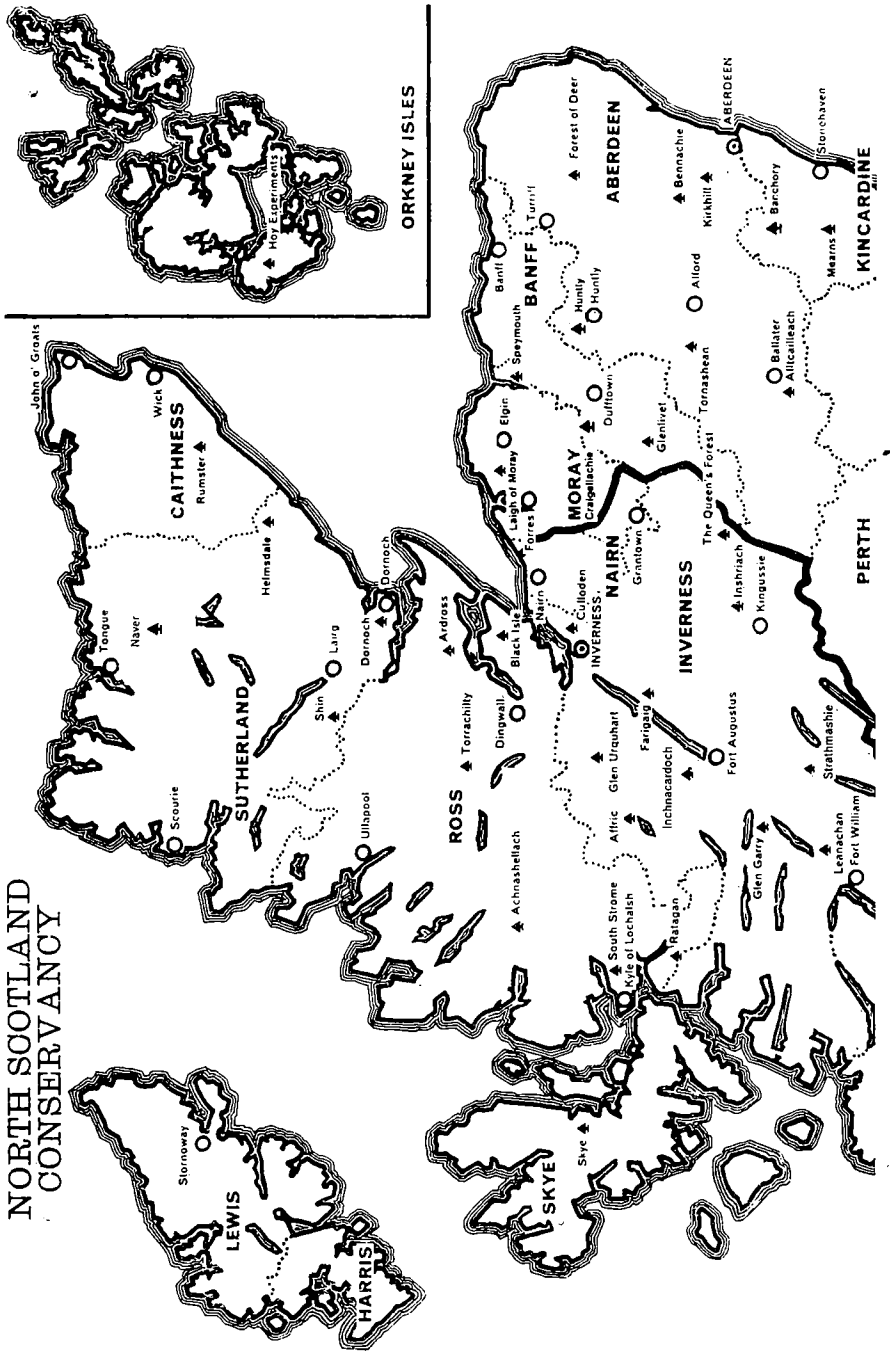 NORTH SCOTLAND
CONSERVANCY
ORKNEY ISLES
Hoy Experiments
John o' Groats
Wick
CAITHNESS
Rumster
Helmsdale
Tongue
Naver
Scourie
SUTHERLAND
Lairg
Shin
Dornoch
Dornoch
Stornoway
LEWIS
HARRIS
Ullapool
ROSS
Ardross
Torrachilly
Black Isle
Dingwall
Achnashellach
SKYE
Skye
South Strome
Kyle of Lochalsh
Ratagan
Nairn
Culloden
INVERNESS
NAIRN
Grantown
INVERNESS
Glen Urquhart
Farigaig
Affric
Inchnacardoch
Fort Augustus
Glen Garry
Leanachan
Fort William
Strathmashie
Inshriach
Kingussie
The Queen's Forest
Forres
Laigh of Moray
Elgin
MORAY
Craigellachie
Speymouth
Dufftown
Glenlivet
Banff
BANFF
Turriff
Huntly
Huntly
Forest of Deer
ABERDEEN
Bennachie
Kirkhill
ABERDEEN
Alford
Tornashean
Ballater
Alltcailleach
Banchory
Mearns
Stonehaven
KINCARDINE
PERTH